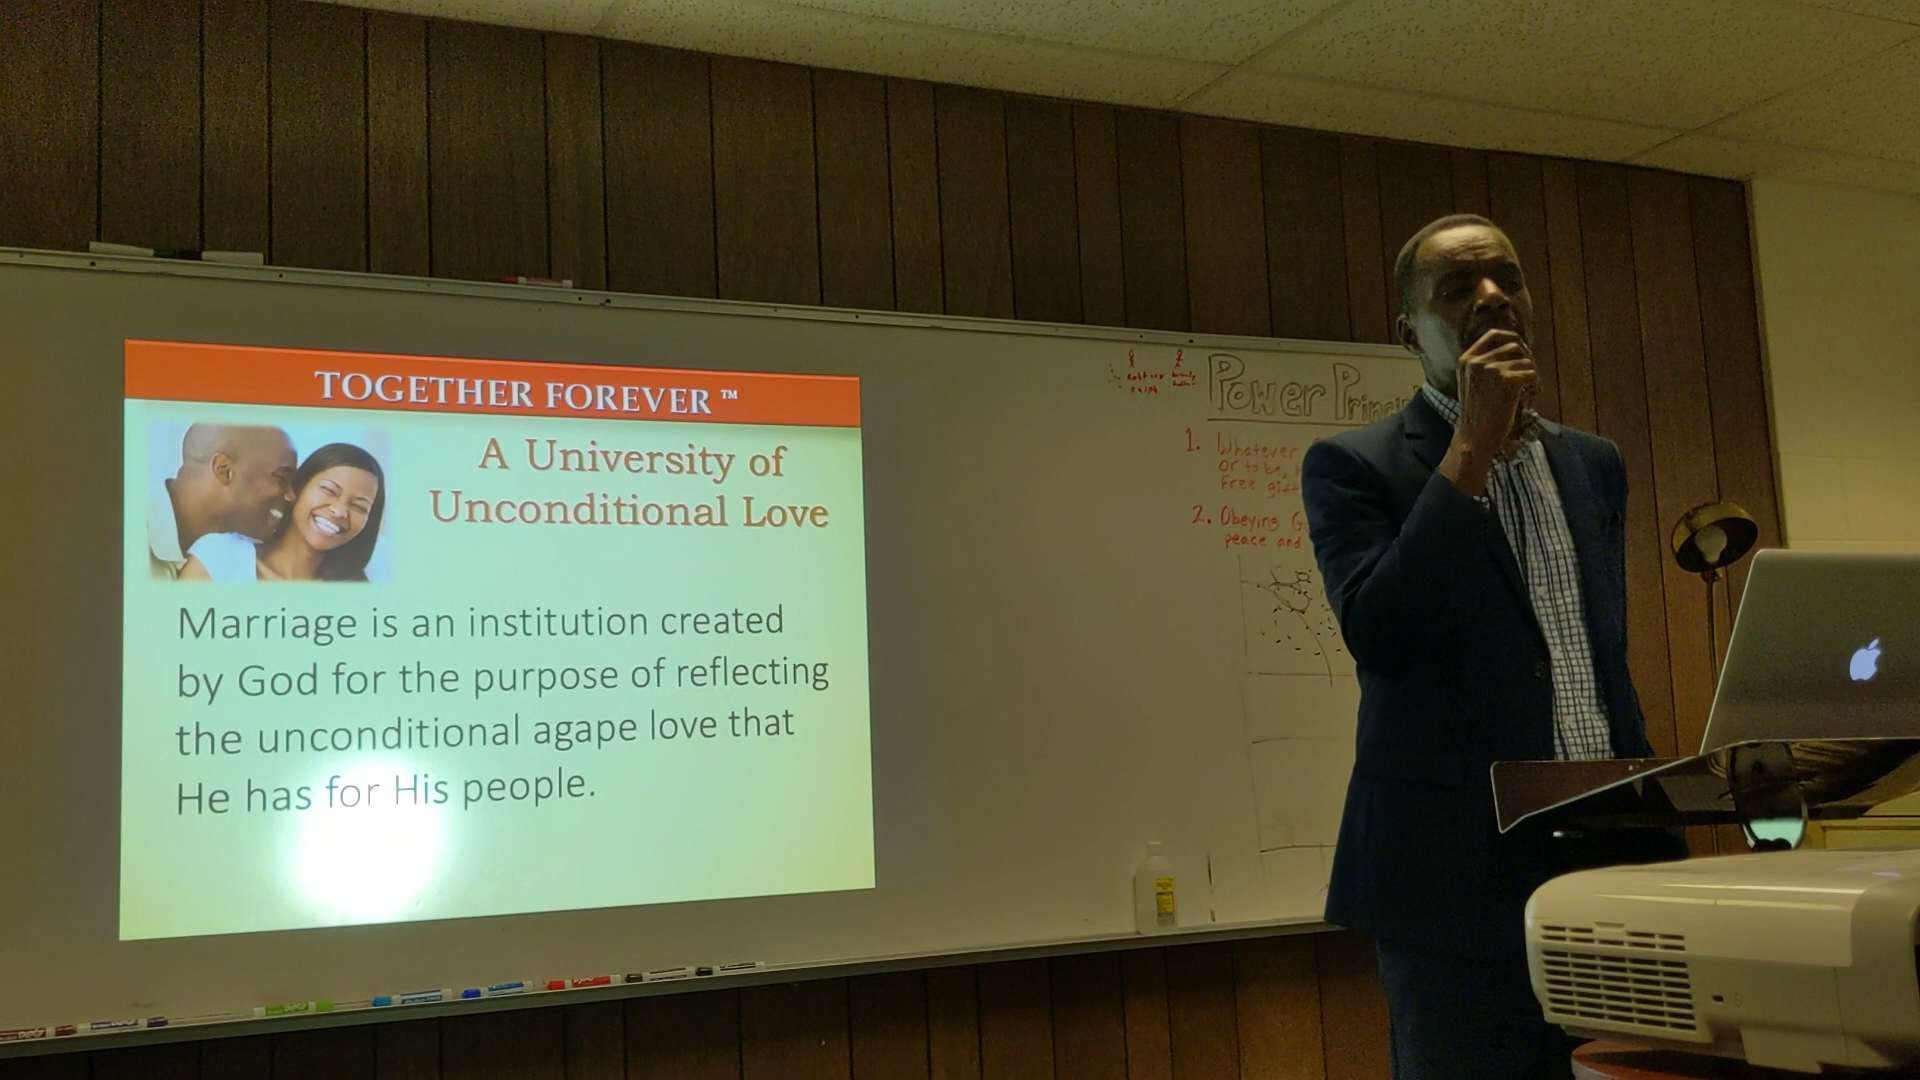 TOGETHER FOREVER™
A University of
Unconditional Love
Marriage is an institution created
by God for the purpose of reflecting
the unconditional agape love that
He has for His people.
Power
1. Whatever
or to be,
Free gift
2. Obeying
peace and